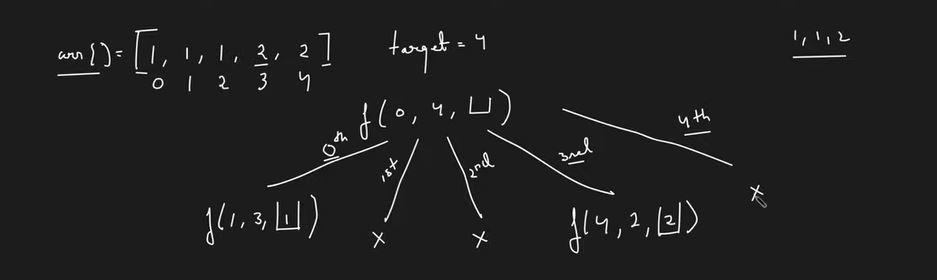 arr[] = [1, 1, 1, 2, 2] target = 4 1, 1, 2
0 1 2 3 4
f(0, 4, [])
0th 1st 2nd 3rd 4th
f(1, 3, [1]) x x f(4, 2, [2]) x